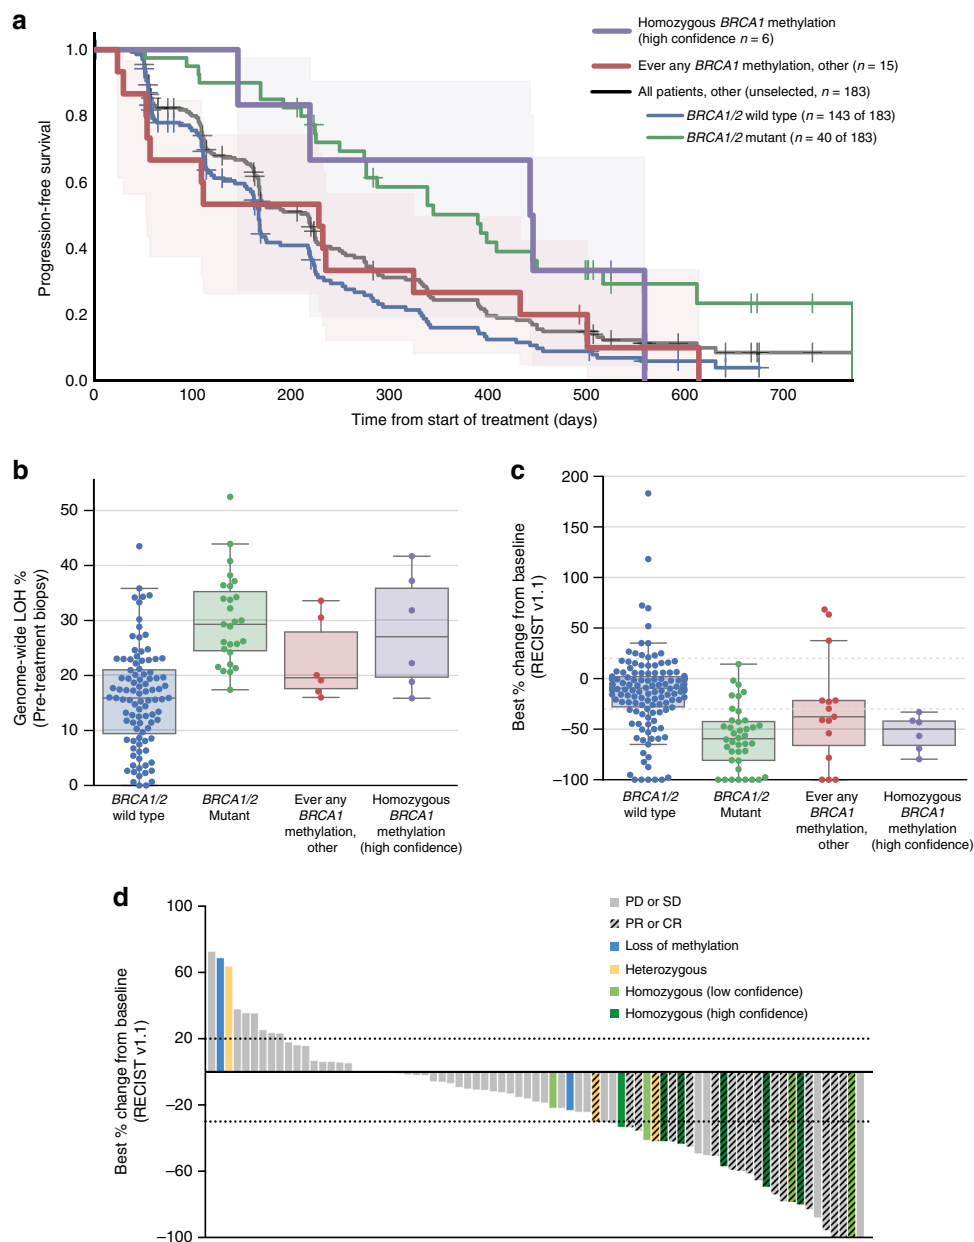 a
Homozygous BRCA1 methylation
(high confidence n = 6)
Ever any BRCA1 methylation, other (n = 15)
All patients, other (unselected, n = 183)
BRCA1/2 wild type (n = 143 of 183)
BRCA1/2 mutant (n = 40 of 183)
Progression-free survival
1.0
0.8
0.6
0.4
0.2
0.0
0 100 200 300 400 500 600 700
Time from start of treatment (days)
b
Genome-wide LOH %
(Pre-treatment biopsy)
50
40
30
20
10
0
BRCA1/2
wild type
BRCA1/2
Mutant
Ever any
BRCA1
methylation,
other
Homozygous
BRCA1
methylation
(high confidence)
c
Best % change from baseline
(RECIST v1.1)
200
150
100
50
0
−50
−100
BRCA1/2
wild type
BRCA1/2
Mutant
Ever any
BRCA1
methylation,
other
Homozygous
BRCA1
methylation
(high confidence)
d
Best % change from baseline
(RECIST v1.1)
100
60
20
−20
−60
−100
PD or SD
PR or CR
Loss of methylation
Heterozygous
Homozygous (low confidence)
Homozygous (high confidence)